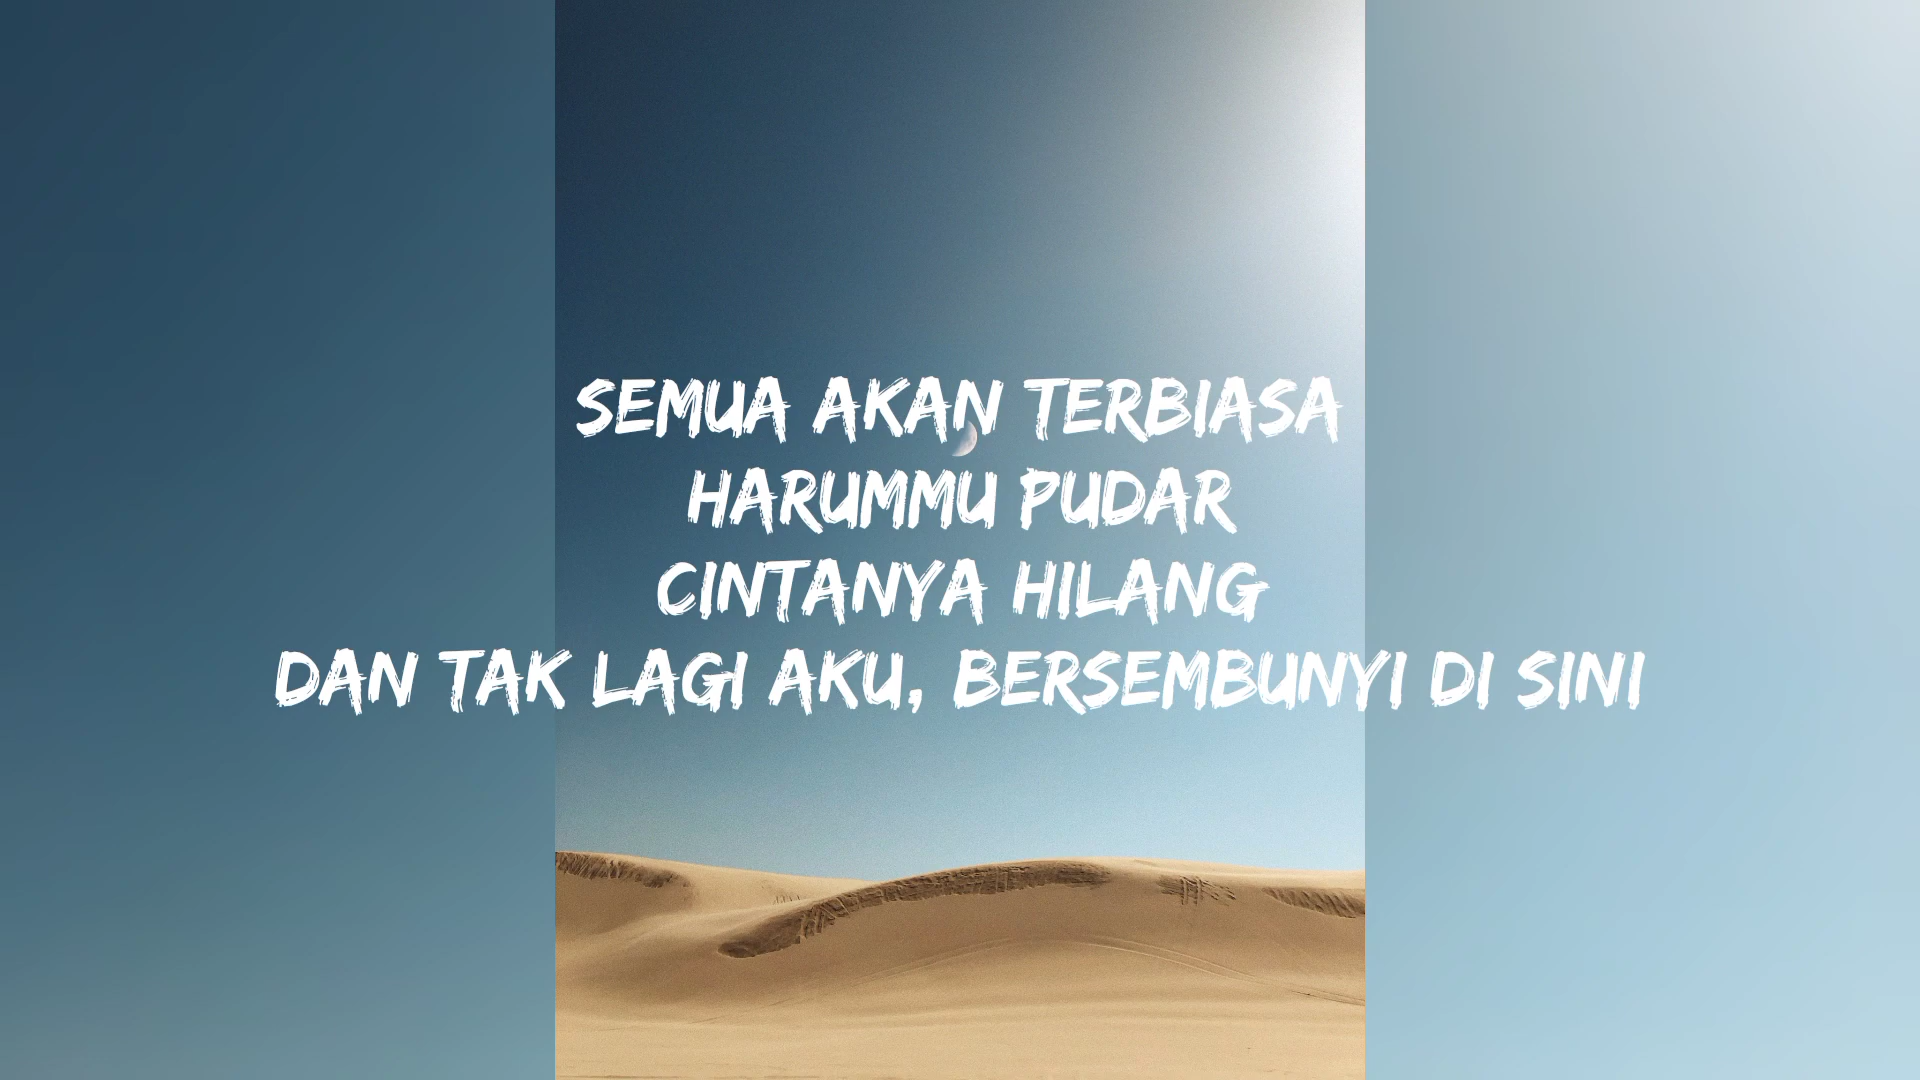 SEMUA AKAN TERBIASA
HARUMMU PUDAR
CINTANYA HILANG
DAN TAK LAGI AKU, BERSEMBUNYI DI SINI